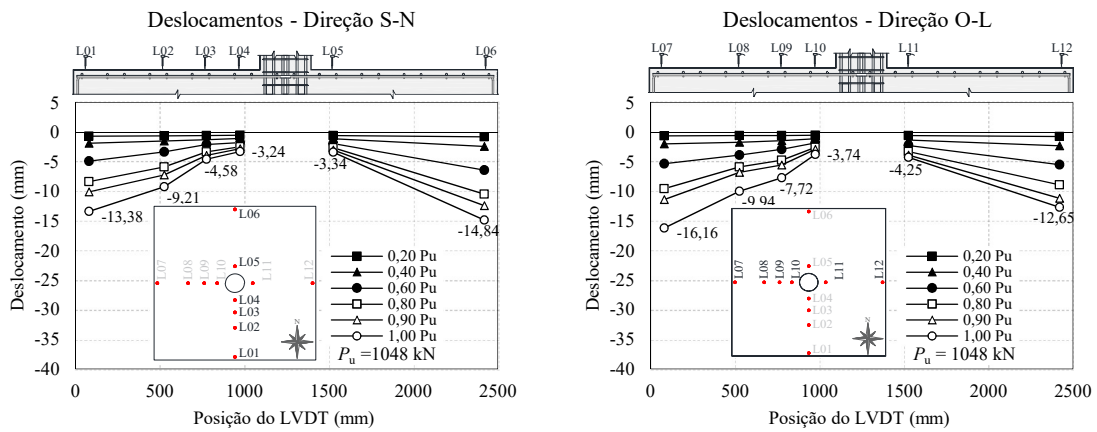 Deslocamentos - Direção S-N
L01 L02 L03 L04 L05 L06
5
0
-5
-10
-15
-20
-25
-30
-35
-40
Deslocamento (mm)
-3,24
-3,34
-4,58
-9,21
-13,38
-14,84
L06
L05
L07 L08 L09 L10 L11 L12
L04
L03
L02
L01
N
0,20 Pu
0,40 Pu
0,60 Pu
0,80 Pu
0,90 Pu
1,00 Pu
Pu =1048 kN
0 500 1000 1500 2000 2500
Posição do LVDT (mm)
Deslocamentos - Direção O-L
L07 L08 L09 L10 L11 L12
5
0
-5
-10
-15
-20
-25
-30
-35
-40
Deslocamento (mm)
-3,74
-4,25
-7,72
-9,94
-16,16
-12,65
L06
L05
L07 L08 L09 L10 L11 L12
L04
L03
L02
L01
N
0,20 Pu
0,40 Pu
0,60 Pu
0,80 Pu
0,90 Pu
1,00 Pu
Pu =1048 kN
0 500 1000 1500 2000 2500
Posição do LVDT (mm)